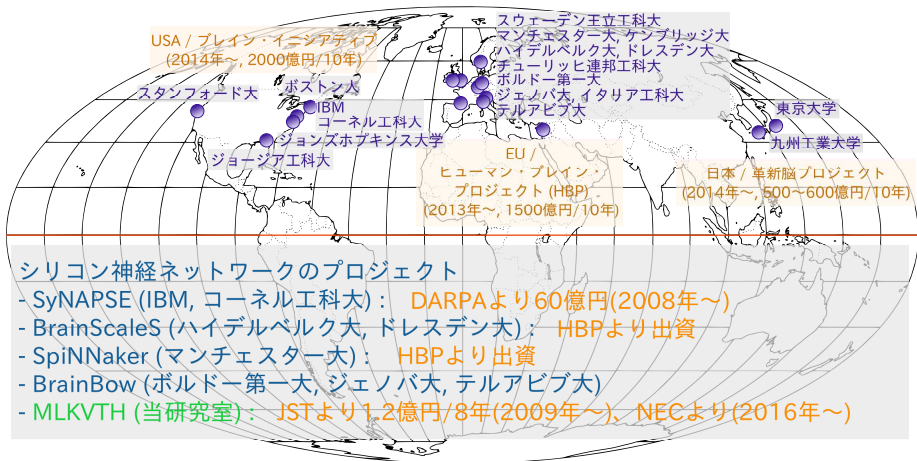 USA / ブレイン・イニシアティブ
(2014年〜, 2000億円/10年)
スタンフォード大
ボストン大
IBM
コーネル工科大
ジョンズホプキンス大学
ジョージア工科大
スウェーデン王立工科大
マンチェスター大, ケンブリッジ大
ハイデルベルク大, ドレスデン大
チューリッヒ連邦工科大
ボルドー第一大
ジェノバ大, イタリア工科大
テルアビブ大
東京大学
九州工業大学
EU /
ヒューマン・ブレイン・
プロジェクト(HBP)
(2013年〜, 1500億円/10年)
日本 / 革新脳プロジェクト
(2014年〜, 500〜600億円/10年)
シリコン神経ネットワークのプロジェクト
- SyNAPSE (IBM, コーネル工科大) : DARPAより60億円(2008年〜)
- BrainScaleS (ハイデルベルク大, ドレスデン大) : HBPより出資
- SpiNNaker (マンチェスター大) : HBPより出資
- BrainBow (ボルドー第一大, ジェノバ大, テルアビブ大)
- MLKVTH (当研究室) : JSTより1.2億円/8年(2009年〜)、NECより(2016年〜)